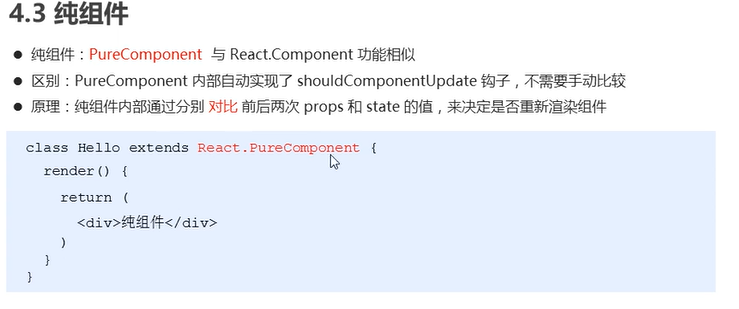 4.3 纯组件
● 纯组件：PureComponent 与 React.Component 功能相似
● 区别：PureComponent 内部自动实现了 shouldComponentUpdate 钩子，不需要手动比较
● 原理：纯组件内部通过分别 对比 前后两次 props 和 state 的值，来决定是否重新渲染组件
class Hello extends React.PureComponent {
render() {
return (
<div>纯组件</div>
)
}
}